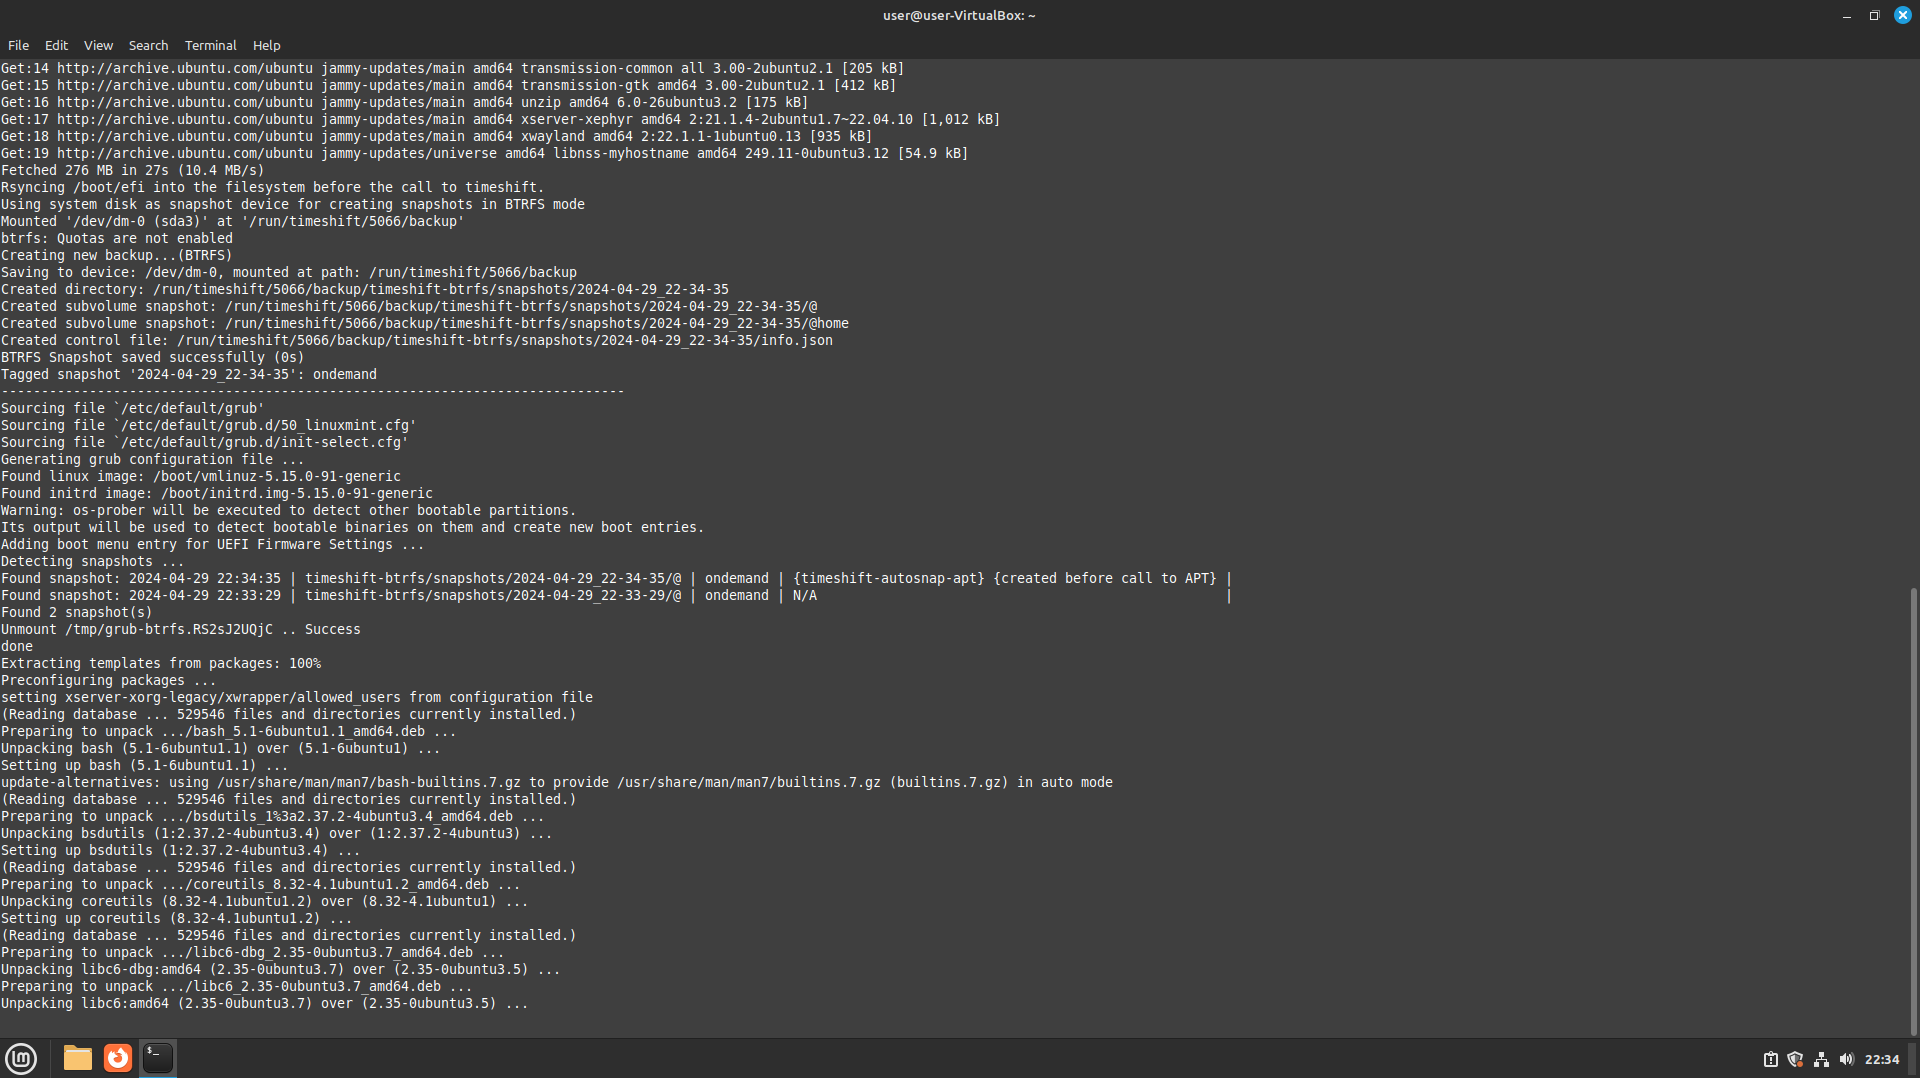 user@user-VirtualBox: ~
File Edit View Search Terminal Help
Get:14 http://archive.ubuntu.com/ubuntu jammy-updates/main amd64 transmission-common all 3.00-2ubuntu2.1 [205 kB]
Get:15 http://archive.ubuntu.com/ubuntu jammy-updates/main amd64 transmission-gtk amd64 3.00-2ubuntu2.1 [412 kB]
Get:16 http://archive.ubuntu.com/ubuntu jammy-updates/main amd64 unzip amd64 6.0-26ubuntu3.2 [175 kB]
Get:17 http://archive.ubuntu.com/ubuntu jammy-updates/main amd64 xserver-xephyr amd64 2:21.1.4-2ubuntu1.7~22.04.10 [1,012 kB]
Get:18 http://archive.ubuntu.com/ubuntu jammy-updates/main amd64 xwayland amd64 2:22.1.1-1ubuntu0.13 [935 kB]
Get:19 http://archive.ubuntu.com/ubuntu jammy-updates/universe amd64 libnss-myhostname amd64 249.11-0ubuntu3.12 [54.9 kB]
Fetched 276 MB in 27s (10.4 MB/s)
Rsyncing /boot/efi into the filesystem before the call to timeshift.
Using system disk as snapshot device for creating snapshots in BTRFS mode
Mounted '/dev/dm-0 (sda3)' at '/run/timeshift/5066/backup'
btrfs: Quotas are not enabled
Creating new backup...(BTRFS)
Saving to device: /dev/dm-0, mounted at path: /run/timeshift/5066/backup
Created directory: /run/timeshift/5066/backup/timeshift-btrfs/snapshots/2024-04-29_22-34-35
Created subvolume snapshot: /run/timeshift/5066/backup/timeshift-btrfs/snapshots/2024-04-29_22-34-35/@
Created subvolume snapshot: /run/timeshift/5066/backup/timeshift-btrfs/snapshots/2024-04-29_22-34-35/@home
Created control file: /run/timeshift/5066/backup/timeshift-btrfs/snapshots/2024-04-29_22-34-35/info.json
BTRFS Snapshot saved successfully (0s)
Tagged snapshot '2024-04-29_22-34-35': ondemand
------------------------------------------------------------------------------
Sourcing file `/etc/default/grub'
Sourcing file `/etc/default/grub.d/50_linuxmint.cfg'
Sourcing file `/etc/default/grub.d/init-select.cfg'
Generating grub configuration file ...
Found linux image: /boot/vmlinuz-5.15.0-91-generic
Found initrd image: /boot/initrd.img-5.15.0-91-generic
Warning: os-prober will be executed to detect other bootable partitions.
Its output will be used to detect bootable binaries on them and create new boot entries.
Adding boot menu entry for UEFI Firmware Settings ...
Detecting snapshots ...
Found snapshot: 2024-04-29 22:34:35 | timeshift-btrfs/snapshots/2024-04-29_22-34-35/@ | ondemand | {timeshift-autosnap-apt} {created before call to APT} |
Found snapshot: 2024-04-29 22:33:29 | timeshift-btrfs/snapshots/2024-04-29_22-33-29/@ | ondemand | N/A |
Found 2 snapshot(s)
Unmount /tmp/grub-btrfs.RS2sJ2UQjC .. Success
done
Extracting templates from packages: 100%
Preconfiguring packages ...
setting xserver-xorg-legacy/xwrapper/allowed_users from configuration file
(Reading database ... 529546 files and directories currently installed.)
Preparing to unpack .../bash_5.1-6ubuntu1.1_amd64.deb ...
Unpacking bash (5.1-6ubuntu1.1) over (5.1-6ubuntu1) ...
Setting up bash (5.1-6ubuntu1.1) ...
update-alternatives: using /usr/share/man/man7/bash-builtins.7.gz to provide /usr/share/man/man7/builtins.7.gz (builtins.7.gz) in auto mode
(Reading database ... 529546 files and directories currently installed.)
Preparing to unpack .../bsdutils_1%3a2.37.2-4ubuntu3.4_amd64.deb ...
Unpacking bsdutils (1:2.37.2-4ubuntu3.4) over (1:2.37.2-4ubuntu3) ...
Setting up bsdutils (1:2.37.2-4ubuntu3.4) ...
(Reading database ... 529546 files and directories currently installed.)
Preparing to unpack .../coreutils_8.32-4.1ubuntu1.2_amd64.deb ...
Unpacking coreutils (8.32-4.1ubuntu1.2) over (8.32-4.1ubuntu1) ...
Setting up coreutils (8.32-4.1ubuntu1.2) ...
(Reading database ... 529546 files and directories currently installed.)
Preparing to unpack .../libc6-dbg_2.35-0ubuntu3.7_amd64.deb ...
Unpacking libc6-dbg:amd64 (2.35-0ubuntu3.7) over (2.35-0ubuntu3.5) ...
Preparing to unpack .../libc6_2.35-0ubuntu3.7_amd64.deb ...
Unpacking libc6:amd64 (2.35-0ubuntu3.7) over (2.35-0ubuntu3.5) ...
22:34